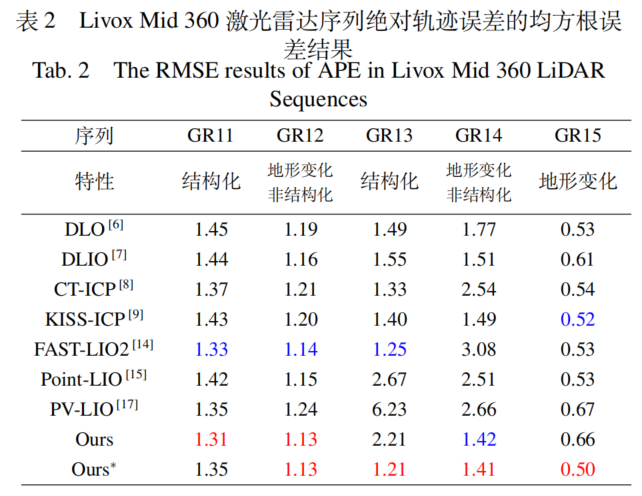 表 2 Livox Mid 360 激光雷达序列绝对轨迹误差的均方根误
差结果
Tab. 2 The RMSE results of APE in Livox Mid 360 LiDAR
Sequences
序列 GR11 GR12 GR13 GR14 GR15
特性 结构化 地形变化 非结构化 结构化 地形变化 非结构化 地形变化
DLO [6] 1.45 1.19 1.49 1.77 0.53
DLIO [7] 1.44 1.16 1.55 1.51 0.61
CT-ICP [8] 1.37 1.21 1.33 2.54 0.54
KISS-ICP [9] 1.43 1.20 1.40 1.49 0.52
FAST-LIO2 [14] 1.33 1.14 1.25 3.08 0.53
Point-LIO [15] 1.42 1.15 2.67 2.51 0.53
PV-LIO [17] 1.35 1.24 6.23 2.66 0.67
Ours 1.31 1.13 2.21 1.42 0.66
Ours* 1.35 1.13 1.21 1.41 0.50